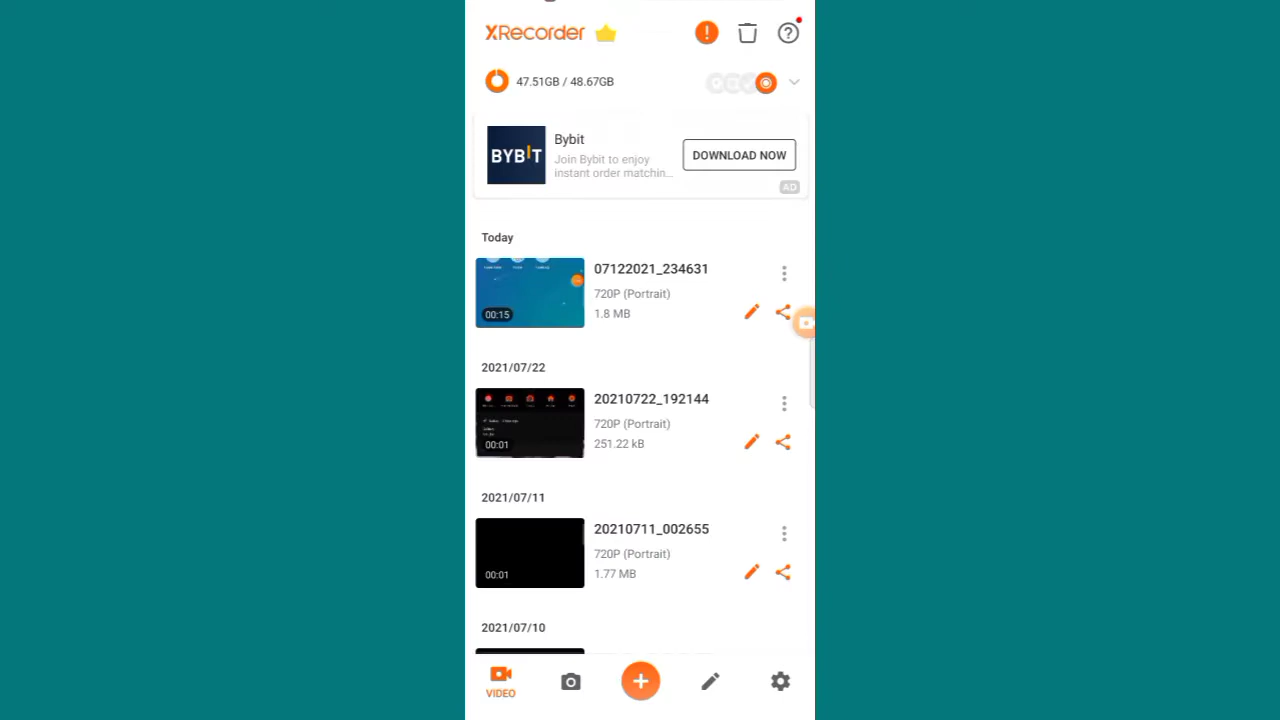 XRecorder
47.51GB / 48.67GB
BYBIT
Bybit
Join Bybit to enjoy
instant order matchin...
DOWNLOAD NOW
AD
Today
00:15
07122021_234631
720P (Portrait)
1.8 MB
2021/07/22
00:01
20210722_192144
720P (Portrait)
251.22 kB
2021/07/11
00:01
20210711_002655
720P (Portrait)
1.77 MB
2021/07/10
VIDEO